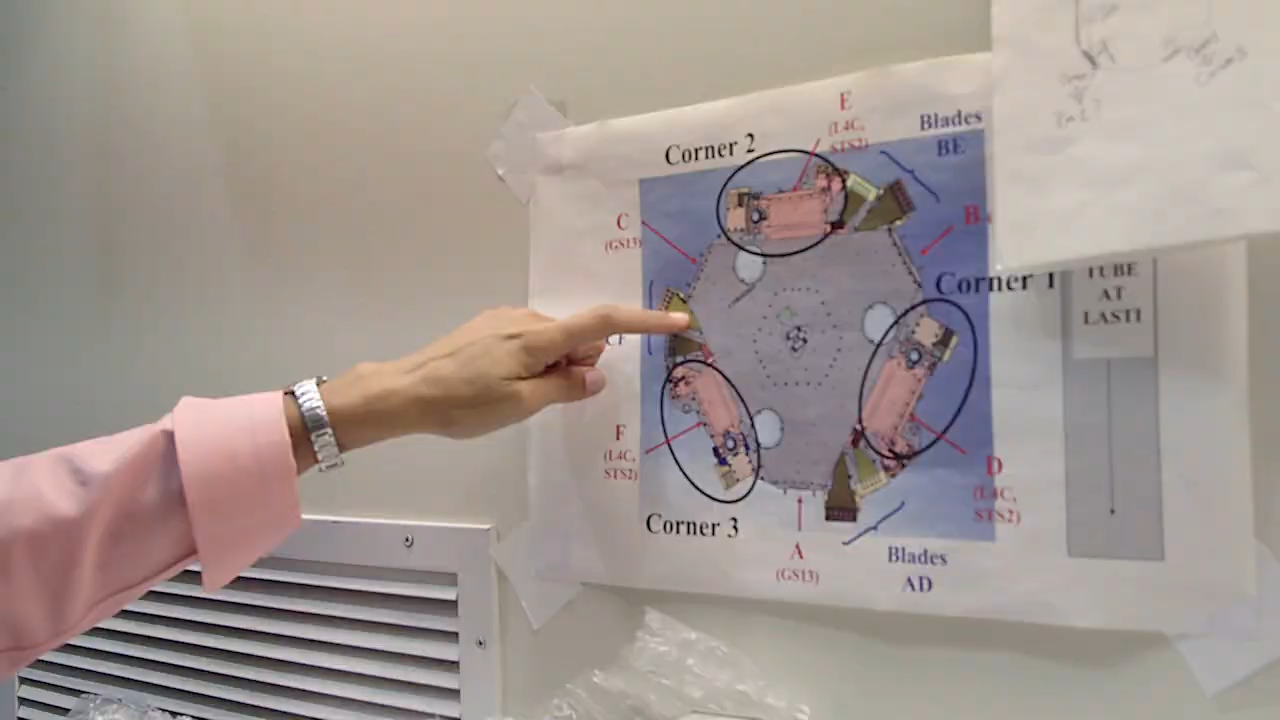 E
(L4C,
STS2)
Blades
BE
Corner 2
C
(GS13)
B
Corner 1
TUBE
AT
LASTI
CF
F
(L4C,
STS2)
D
(L4C,
STS2)
Corner 3
A
(GS13)
Blades
AD